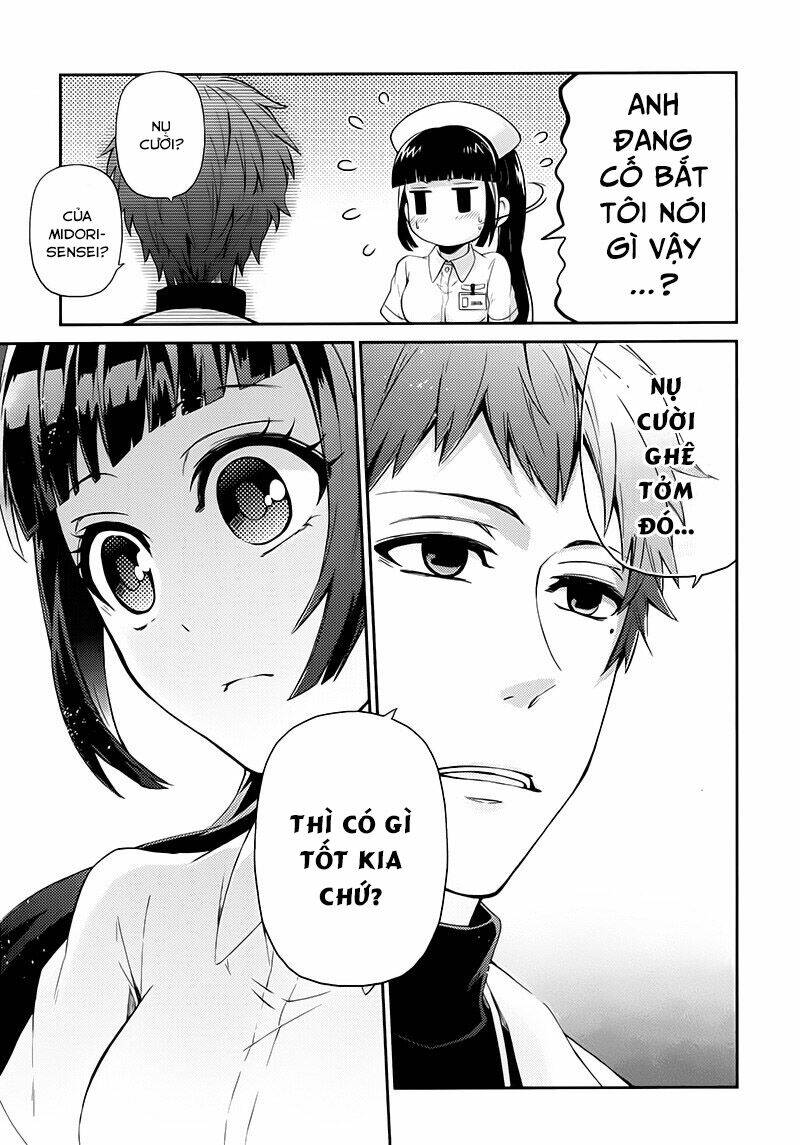 ANH
ĐANG
CỐ BẮT
TÔI NÓI
GÌ VẬY
...?
NỤ
CƯỜI?
CỦA
MIDORI-
SENSEI?
NỤ
CƯỜI
GHÊ
TỞM
ĐÓ...
THÌ CÓ GÌ
TỐT KIA
CHỨ?